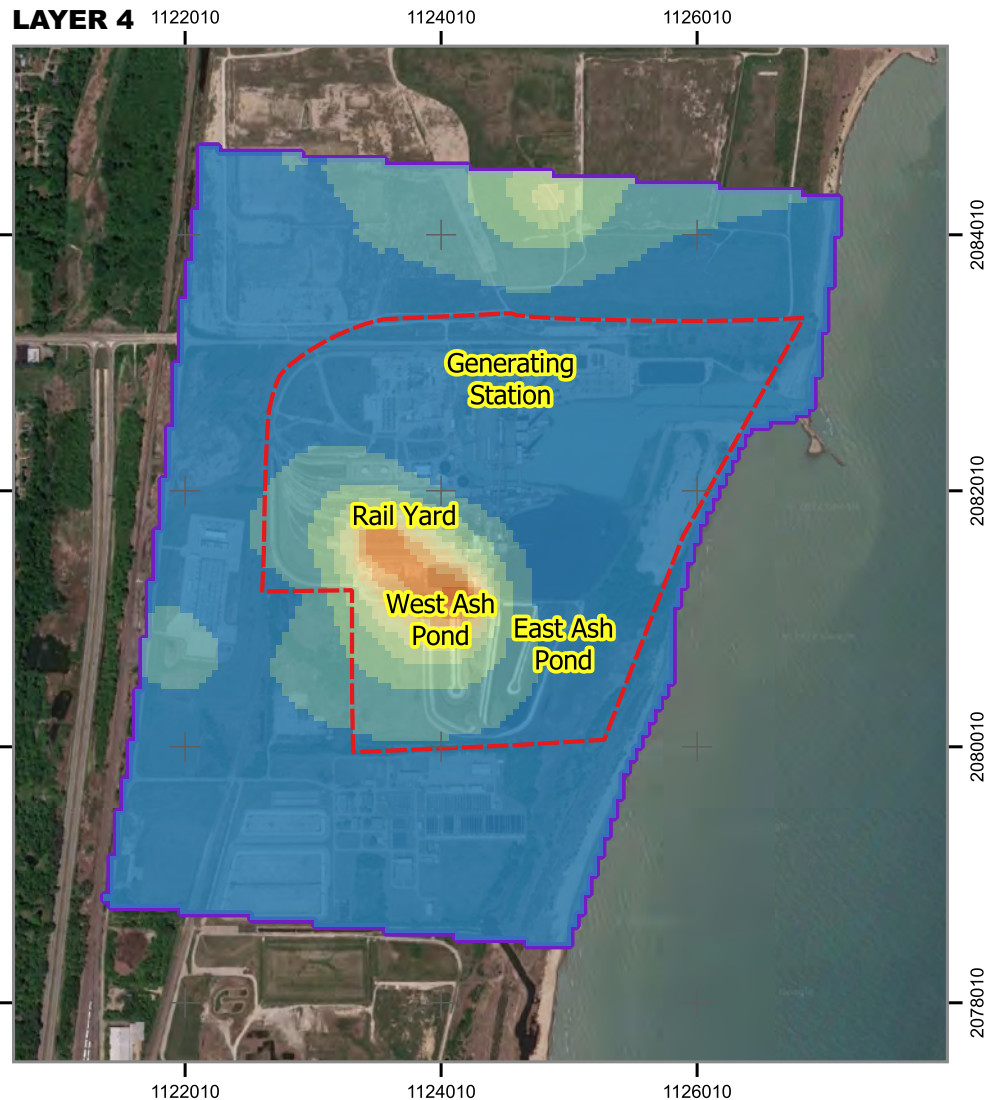 LAYER 4
1122010
1124010
1126010
2084010
Generating
Station
2082010
Rail Yard
West Ash
Pond
East Ash
Pond
2080010
2078010
1122010
1124010
1126010